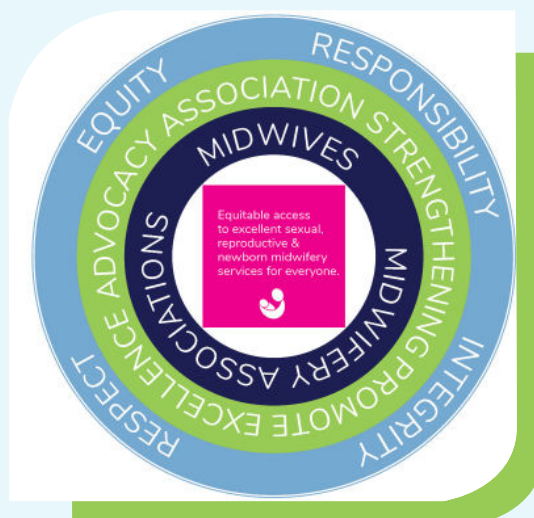 EQUITY
RESPONSIBILITY
INTEGRITY
RESPECT
ADVOCACY
ASSOCIATION STRENGTHENING
PROMOTE EXCELLENCE
MIDWIVES
MIDWIFERY ASSOCIATIONS
Equitable access
to excellent sexual,
reproductive &
newborn midwifery
services for everyone.